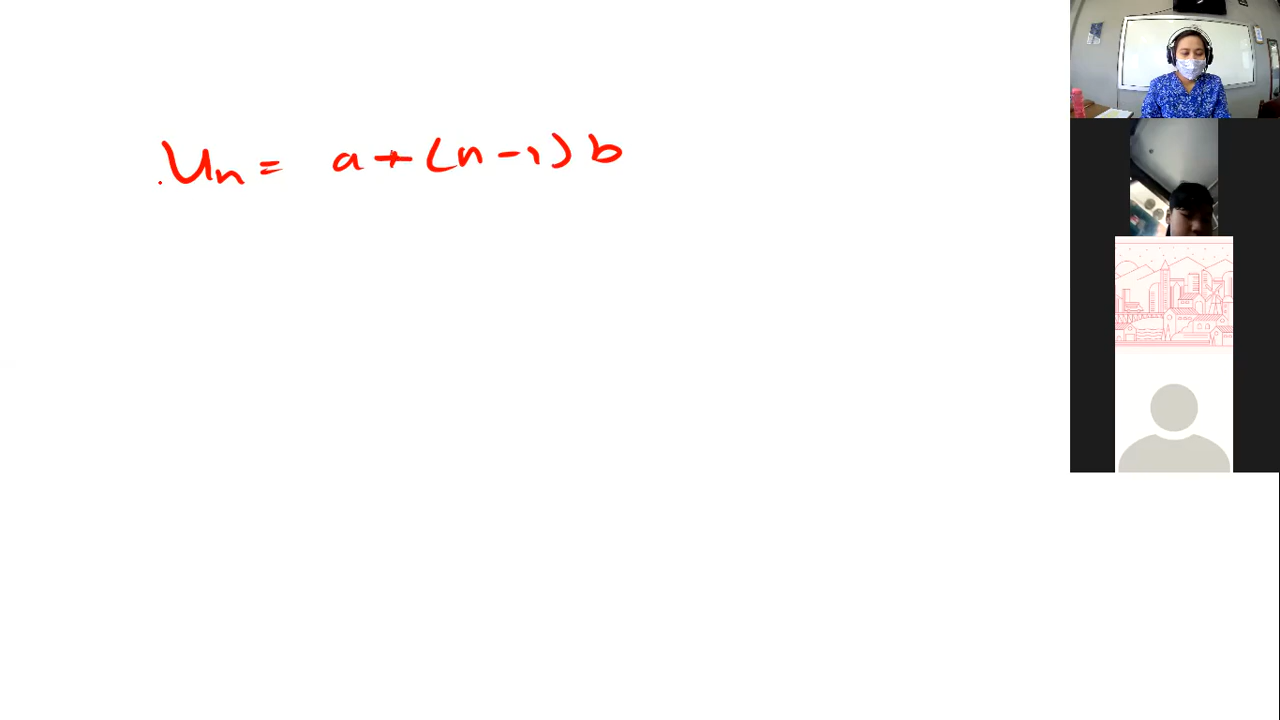 Un = a + (n - 1) b